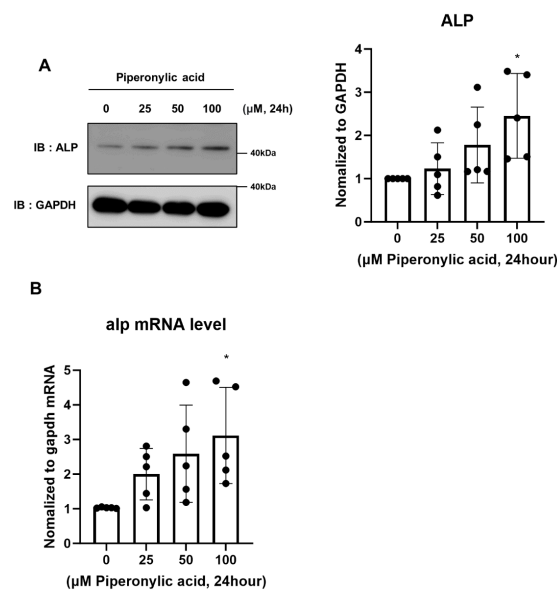 A
Piperonylic acid
0 25 50 100 (μM, 24h)
IB : ALP
40kDa
40kDa
IB : GAPDH
ALP
Nomalized to GAPDH
4
3
2
1
0
*
0 25 50 100
(μM Piperonylic acid, 24hour)
B
alp mRNA level
Nomalized to gapdh mRNA
5
4
3
2
1
0
*
0 25 50 100
(μM Piperonylic acid, 24hour)